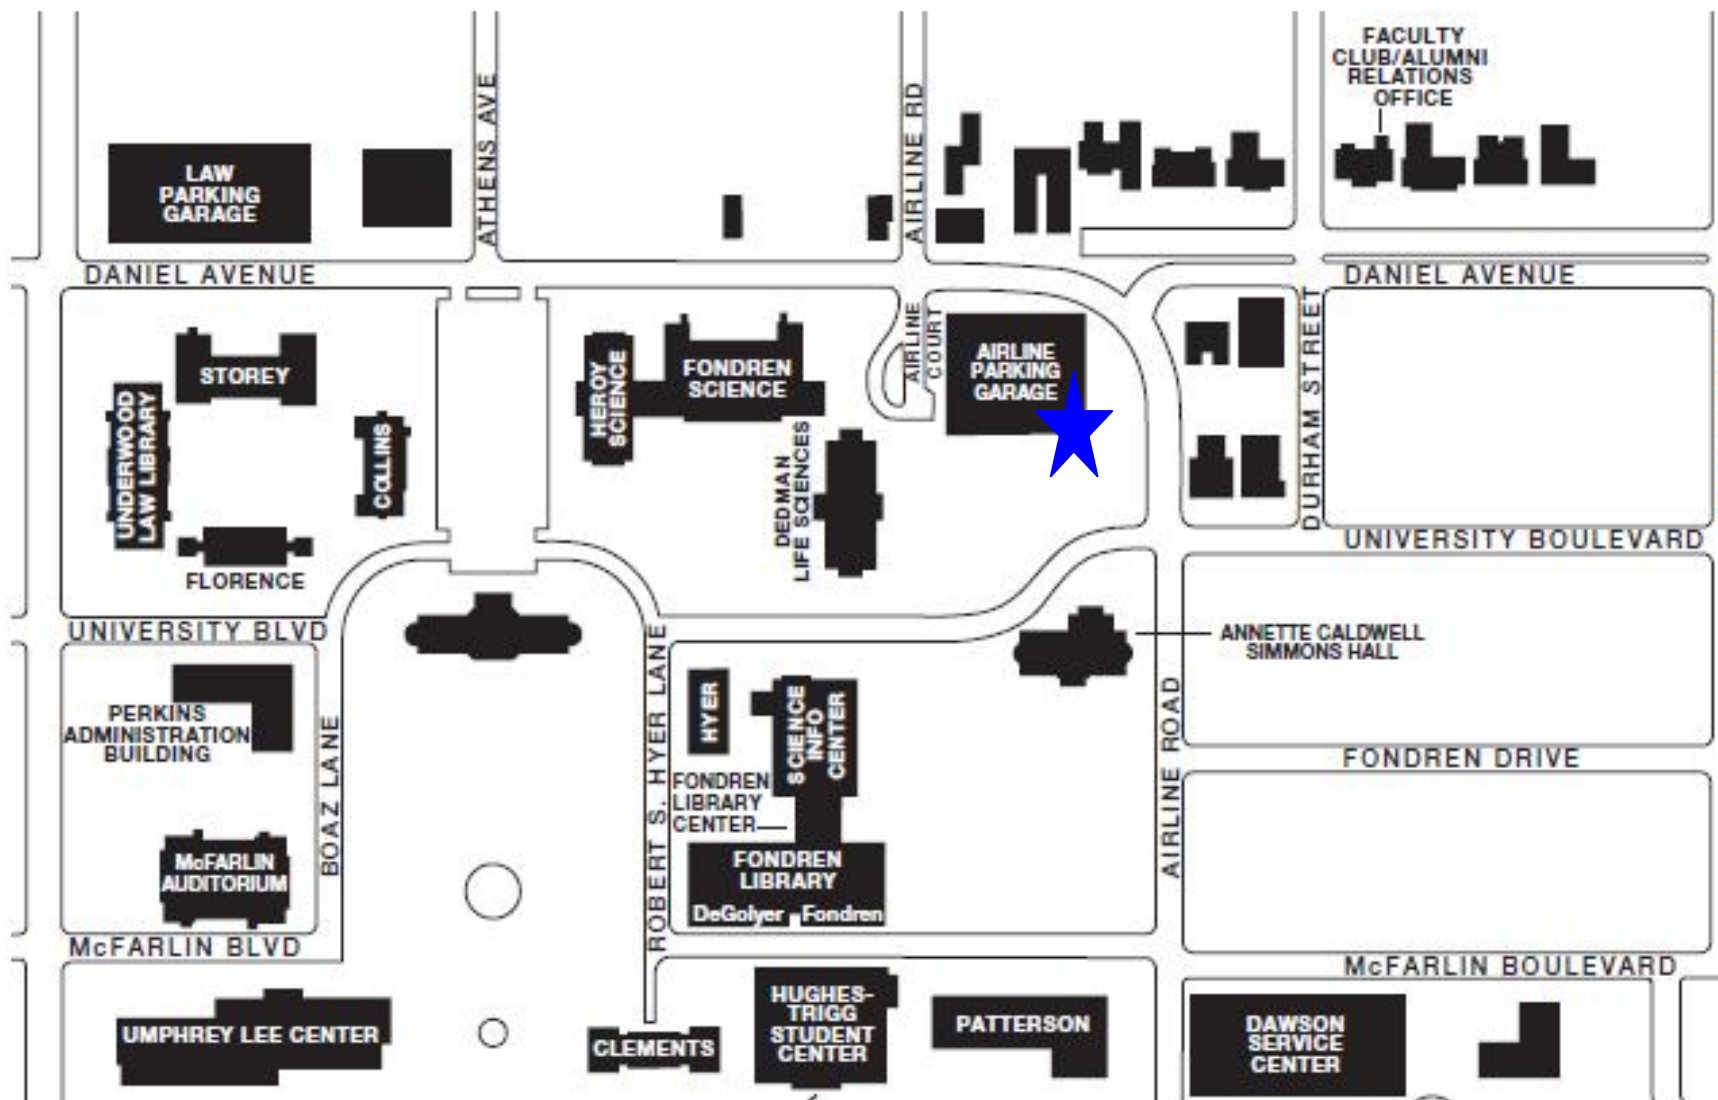 FACULTY
CLUB/ALUMNI
RELATIONS
OFFICE
ATHENS AVE
AIRLINE RD
LAW
PARKING
GARAGE
DANIEL AVENUE
DANIEL AVENUE
AIRLINE
COURT
AIRLINE
PARKING
GARAGE
DURHAM STREET
STOREY
HEROY
SCIENCE
FONDREN
SCIENCE
UNDERWOOD
LAW LIBRARY
COLLINS
DEDMAN
LIFE SCIENCES
FLORENCE
UNIVERSITY BOULEVARD
UNIVERSITY BLVD
ANNETTE CALDWELL
SIMMONS HALL
PERKINS
ADMINISTRATION
BUILDING
BOAZ LANE
ROBERT S. HYER LANE
HYER
SCIENCE
INFO
CENTER
AIRLINE ROAD
FONDREN DRIVE
FONDREN
LIBRARY
CENTER
McFARLIN
AUDITORIUM
FONDREN
LIBRARY
DeGolyer Fondren
McFARLIN BLVD
McFARLIN BOULEVARD
UMPHREY LEE CENTER
CLEMENTS
HUGHES-
TRIGG
STUDENT
CENTER
PATTERSON
DAWSON
SERVICE
CENTER